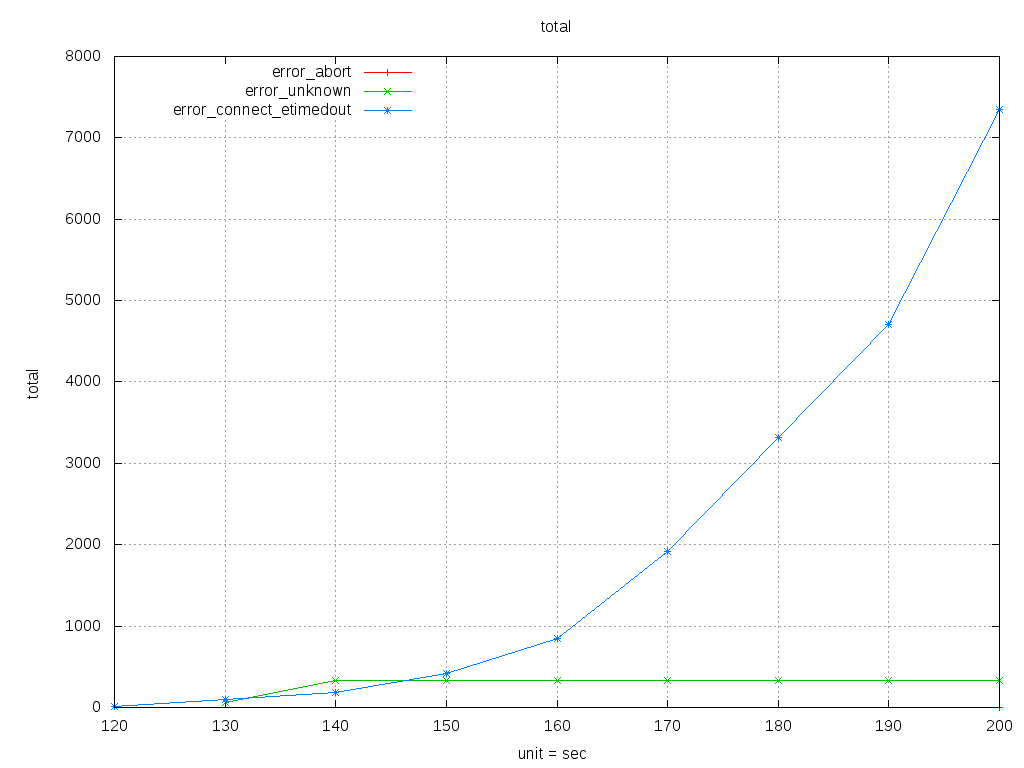 total
8000
7000
6000
5000
4000
3000
2000
1000
0
total
error_abort
error_unknown
error_connect_etimedout
120 130 140 150 160 170 180 190 200
unit = sec